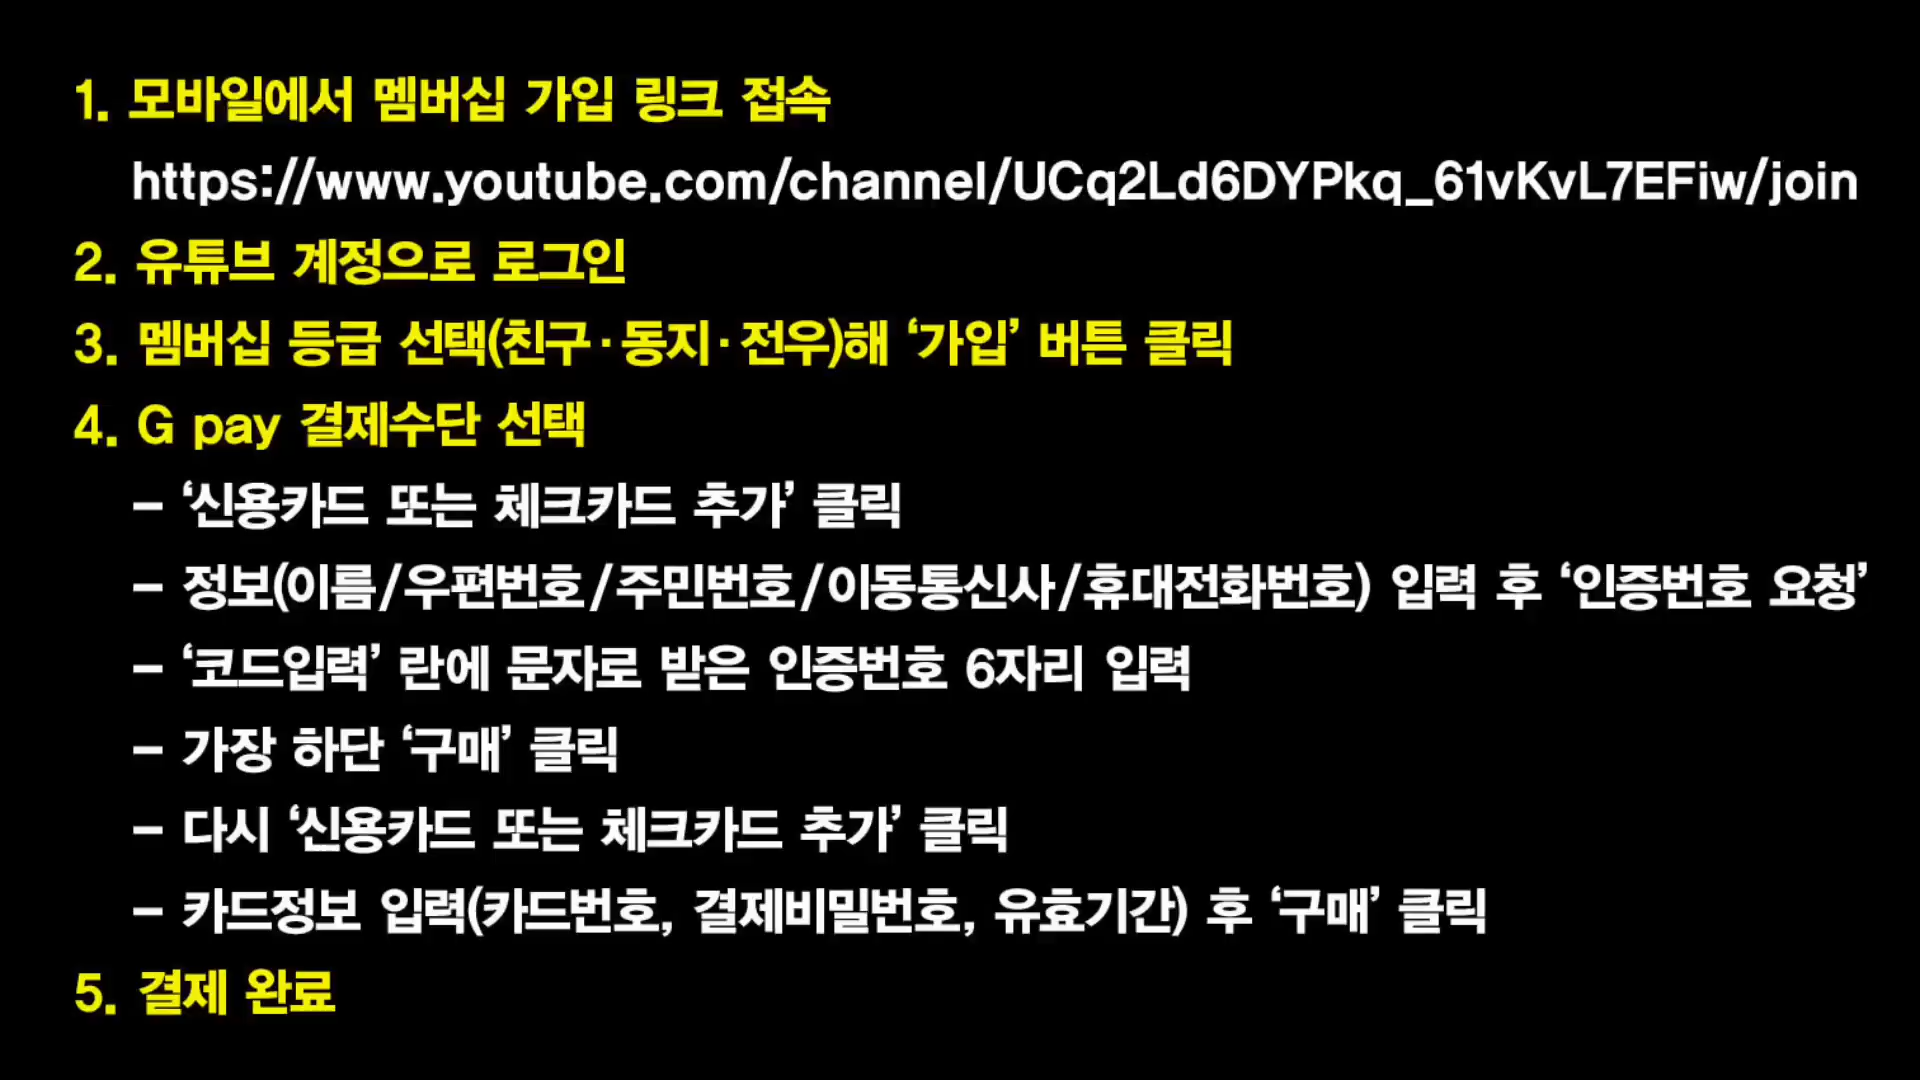 1. 모바일에서 멤버십 가입 링크 접속
https://www.youtube.com/channel/UCq2Ld6DYPkq_61vKvL7EFiw/join
2. 유튜브 계정으로 로그인
3. 멤버십 등급 선택(친구·동지·전우)해 ‘가입’ 버튼 클릭
4. G pay 결제수단 선택
– ‘신용카드 또는 체크카드 추가’ 클릭
– 정보(이름/우편번호/주민번호/이동통신사/휴대전화번호) 입력 후 ‘인증번호 요청’
– ‘코드입력’ 란에 문자로 받은 인증번호 6자리 입력
– 가장 하단 ‘구매’ 클릭
– 다시 ‘신용카드 또는 체크카드 추가’ 클릭
– 카드정보 입력(카드번호, 결제비밀번호, 유효기간) 후 ‘구매’ 클릭
5. 결제 완료